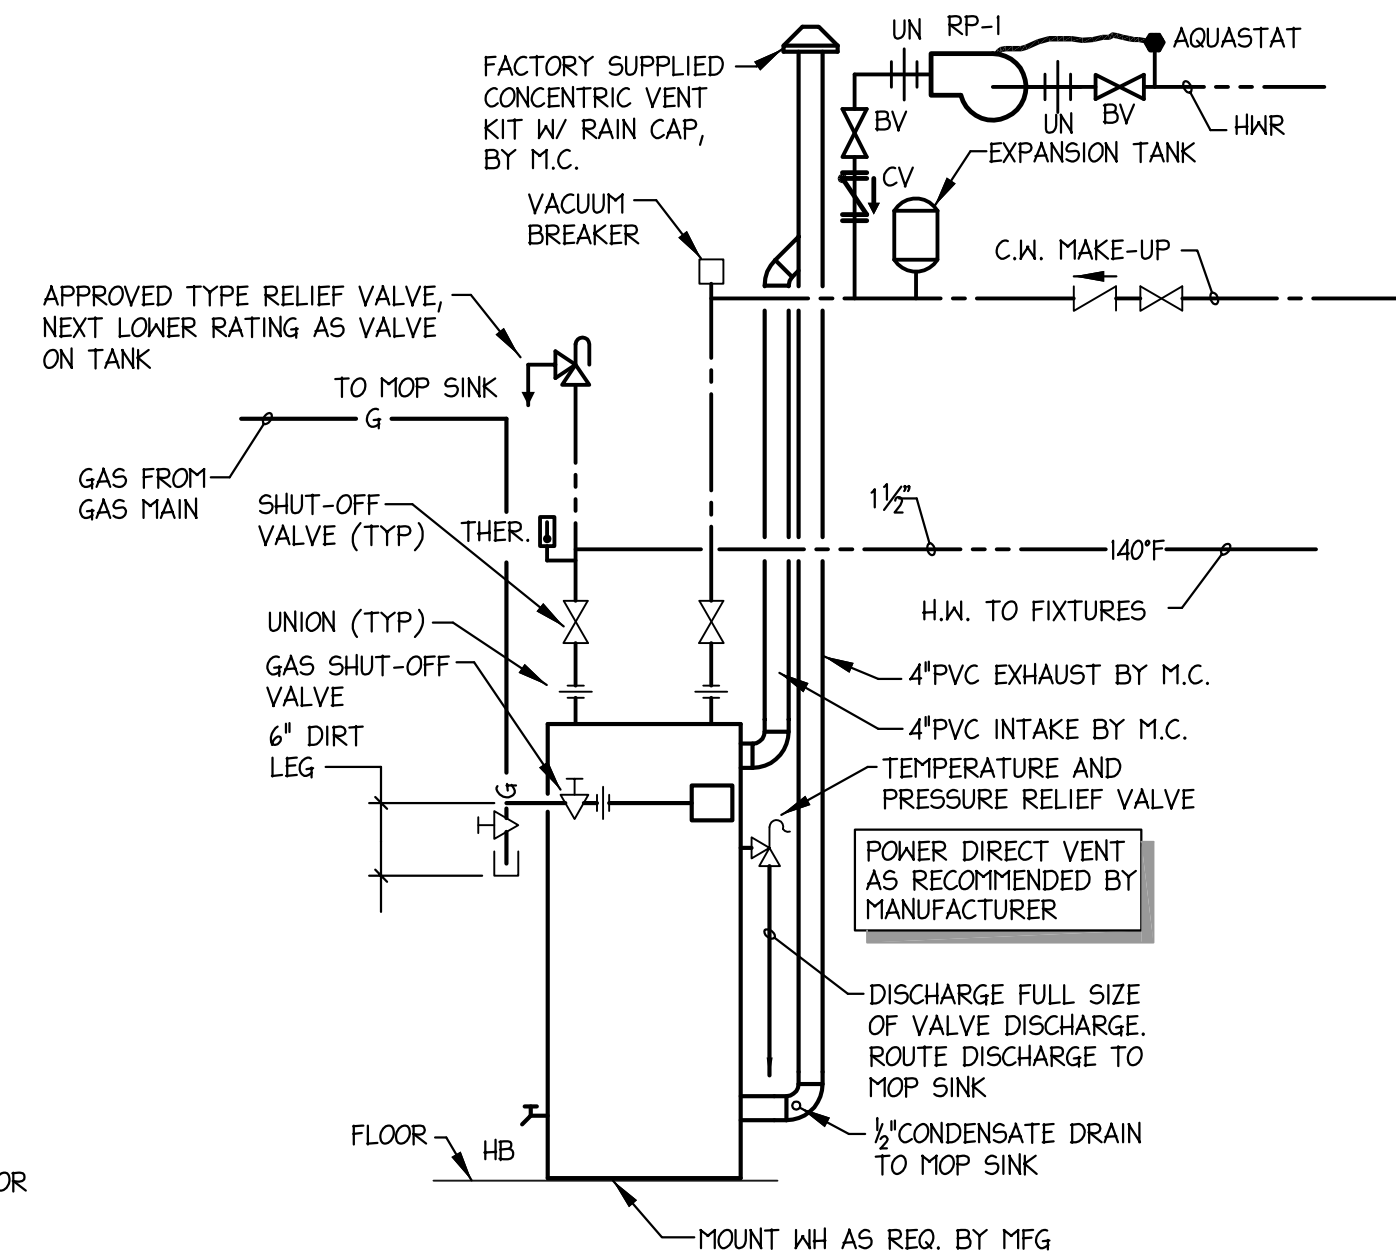 UN
RP-1
AQUASTAT
FACTORY SUPPLIED
CONCENTRIC VENT
KIT W/ RAIN CAP,
BY M.C.
BV
UN
BV
HWR
EXPANSION TANK
CV
VACUUM
BREAKER
C.W. MAKE-UP
APPROVED TYPE RELIEF VALVE,
NEXT LOWER RATING AS VALVE
ON TANK
TO MOP SINK
G
GAS FROM
GAS MAIN
SHUT-OFF
VALVE (TYP)
THER.
1½"
140°F
H.W. TO FIXTURES
UNION (TYP)
GAS SHUT-OFF
VALVE
6" DIRT
LEG
G
4"PVC EXHAUST BY M.C.
4"PVC INTAKE BY M.C.
TEMPERATURE AND
PRESSURE RELIEF VALVE
POWER DIRECT VENT
AS RECOMMENDED BY
MANUFACTURER
DISCHARGE FULL SIZE
OF VALVE DISCHARGE.
ROUTE DISCHARGE TO
MOP SINK
½"CONDENSATE DRAIN
TO MOP SINK
FLOOR
HB
OR
MOUNT WH AS REQ. BY MFG